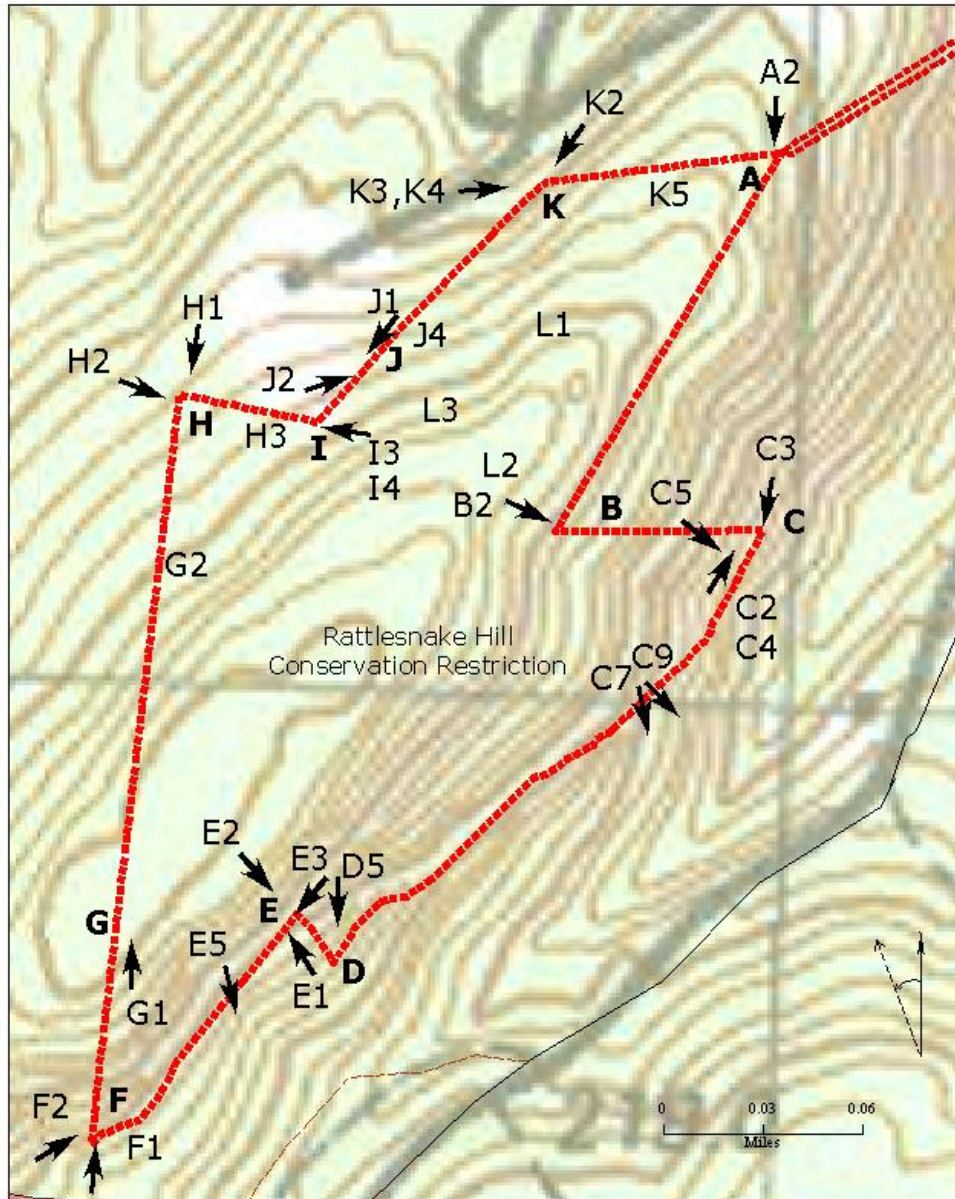 A2
K2
K3,K4
K
K5
A
H1
J1
J4
J
L1
H2
J2
H
L3
H3
I
I3
I4
L2
B2
B
C5
C3
C
G2
C2
C4
Rattlesnake Hill
Conservation Restriction
C9
C7
E2
E3
D5
E
G
E5
D
E1
G1
F
F2
F1
0 0.03 0.06
Miles